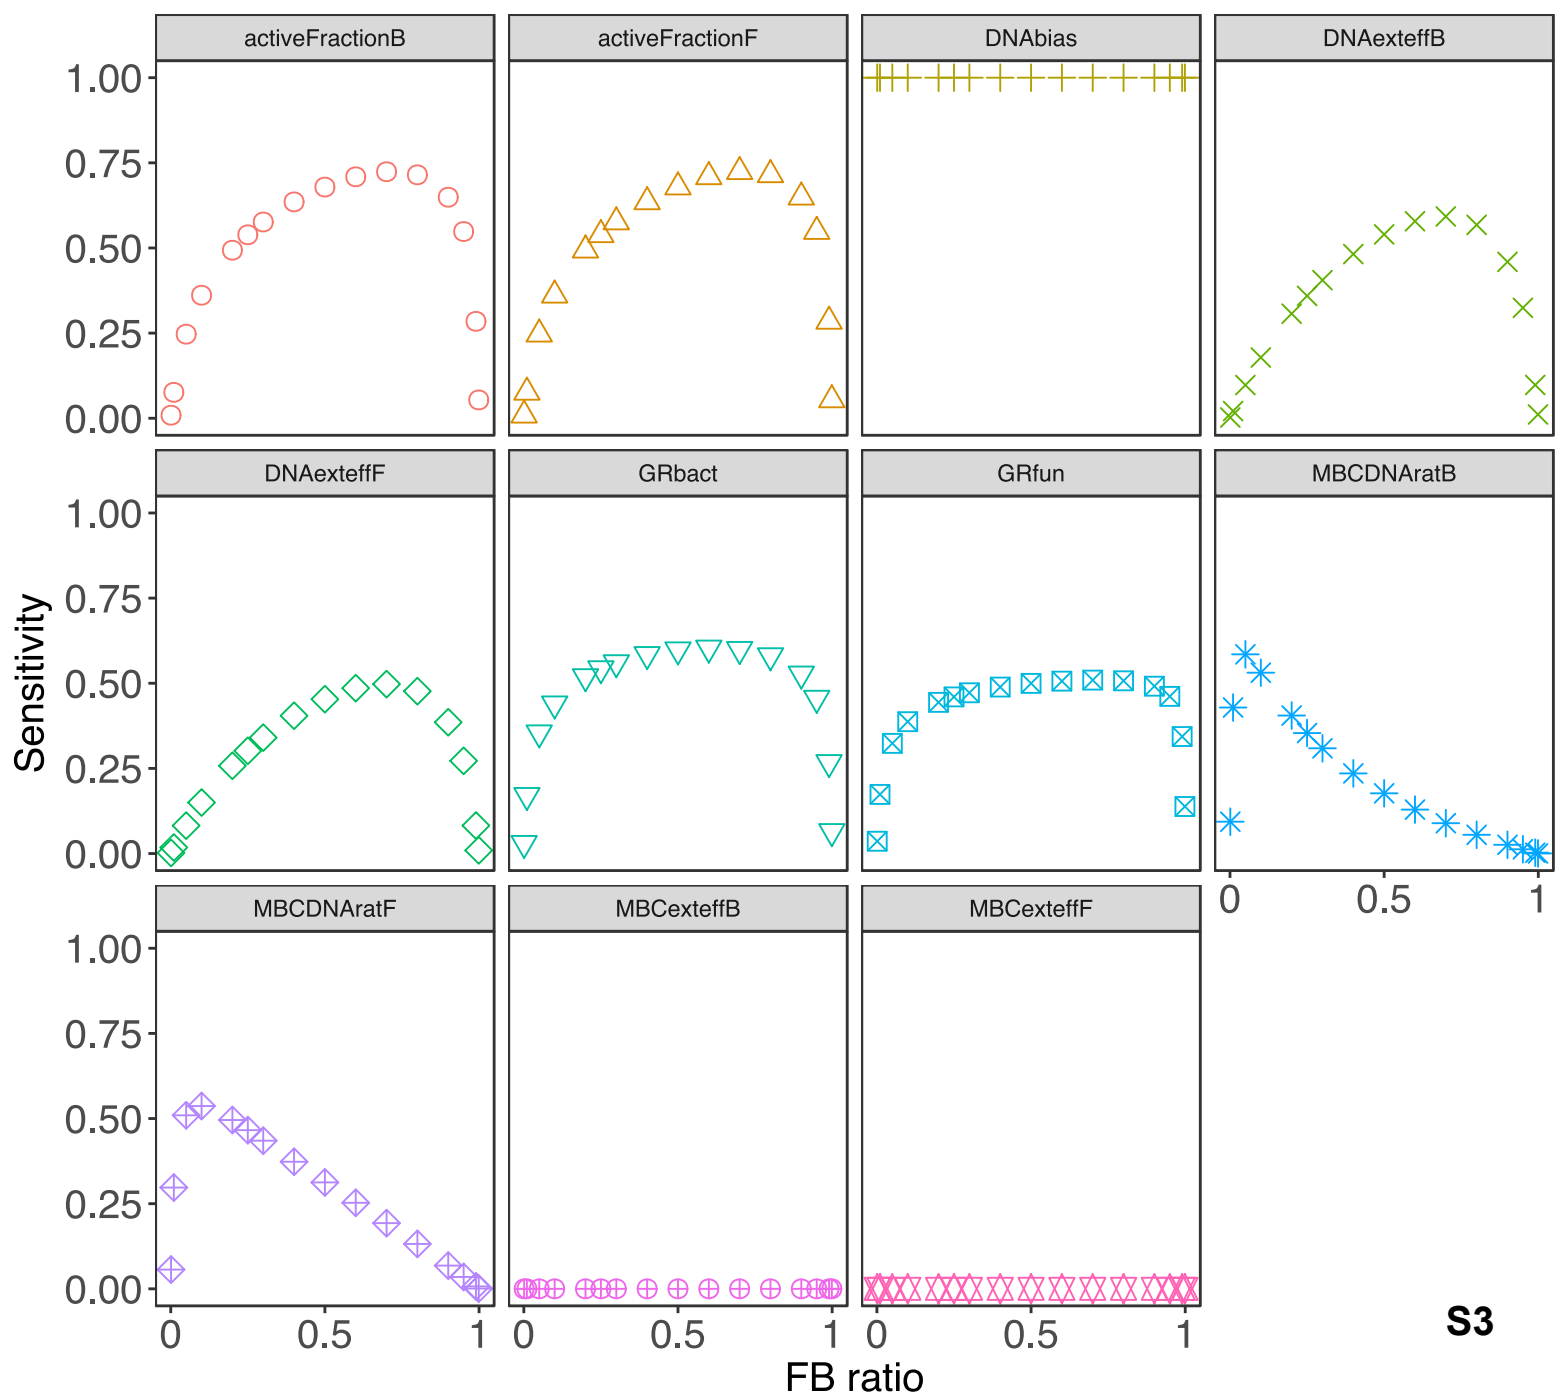 activeFractionB activeFractionF DNAbias DNAexteffB
1.00
0.75
0.50
0.25
0.00
DNAexteffF GRbact GRfun MBCDNAratB
1.00
0.75
0.50
0.25
0.00
0 0.5 1
Sensitivity
MBCDNAratF MBCexteffB MBCexteffF
1.00
0.75
0.50
0.25
0.00
0 0.5 1 0 0.5 1 0 0.5 1
FB ratio
S3